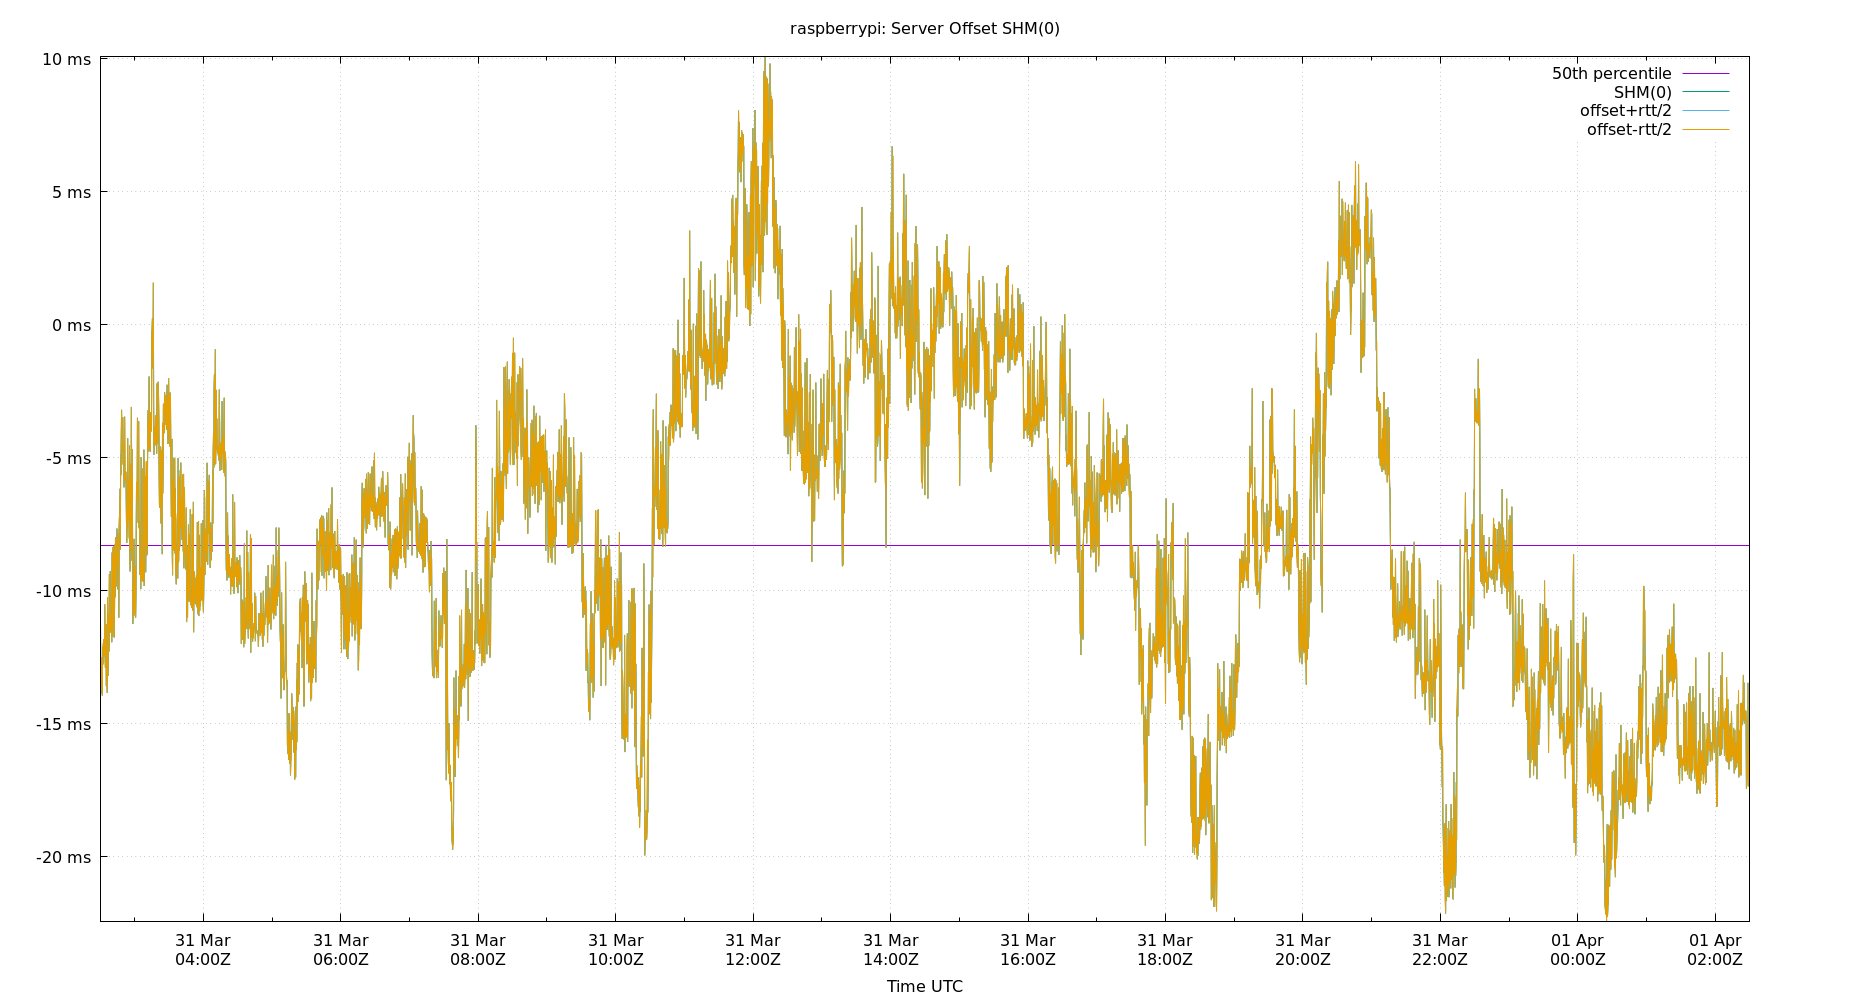 raspberrypi: Server Offset SHM(0)
10 ms
5 ms
0 ms
-5 ms
-10 ms
-15 ms
-20 ms
50th percentile
SHM(0)
offset+rtt/2
offset-rtt/2
31 Mar 31 Mar 31 Mar 31 Mar 31 Mar 31 Mar 31 Mar 31 Mar 31 Mar 31 Mar 01 Apr 01 Apr
04:00Z 06:00Z 08:00Z 10:00Z 12:00Z 14:00Z 16:00Z 18:00Z 20:00Z 22:00Z 00:00Z 02:00Z
Time UTC